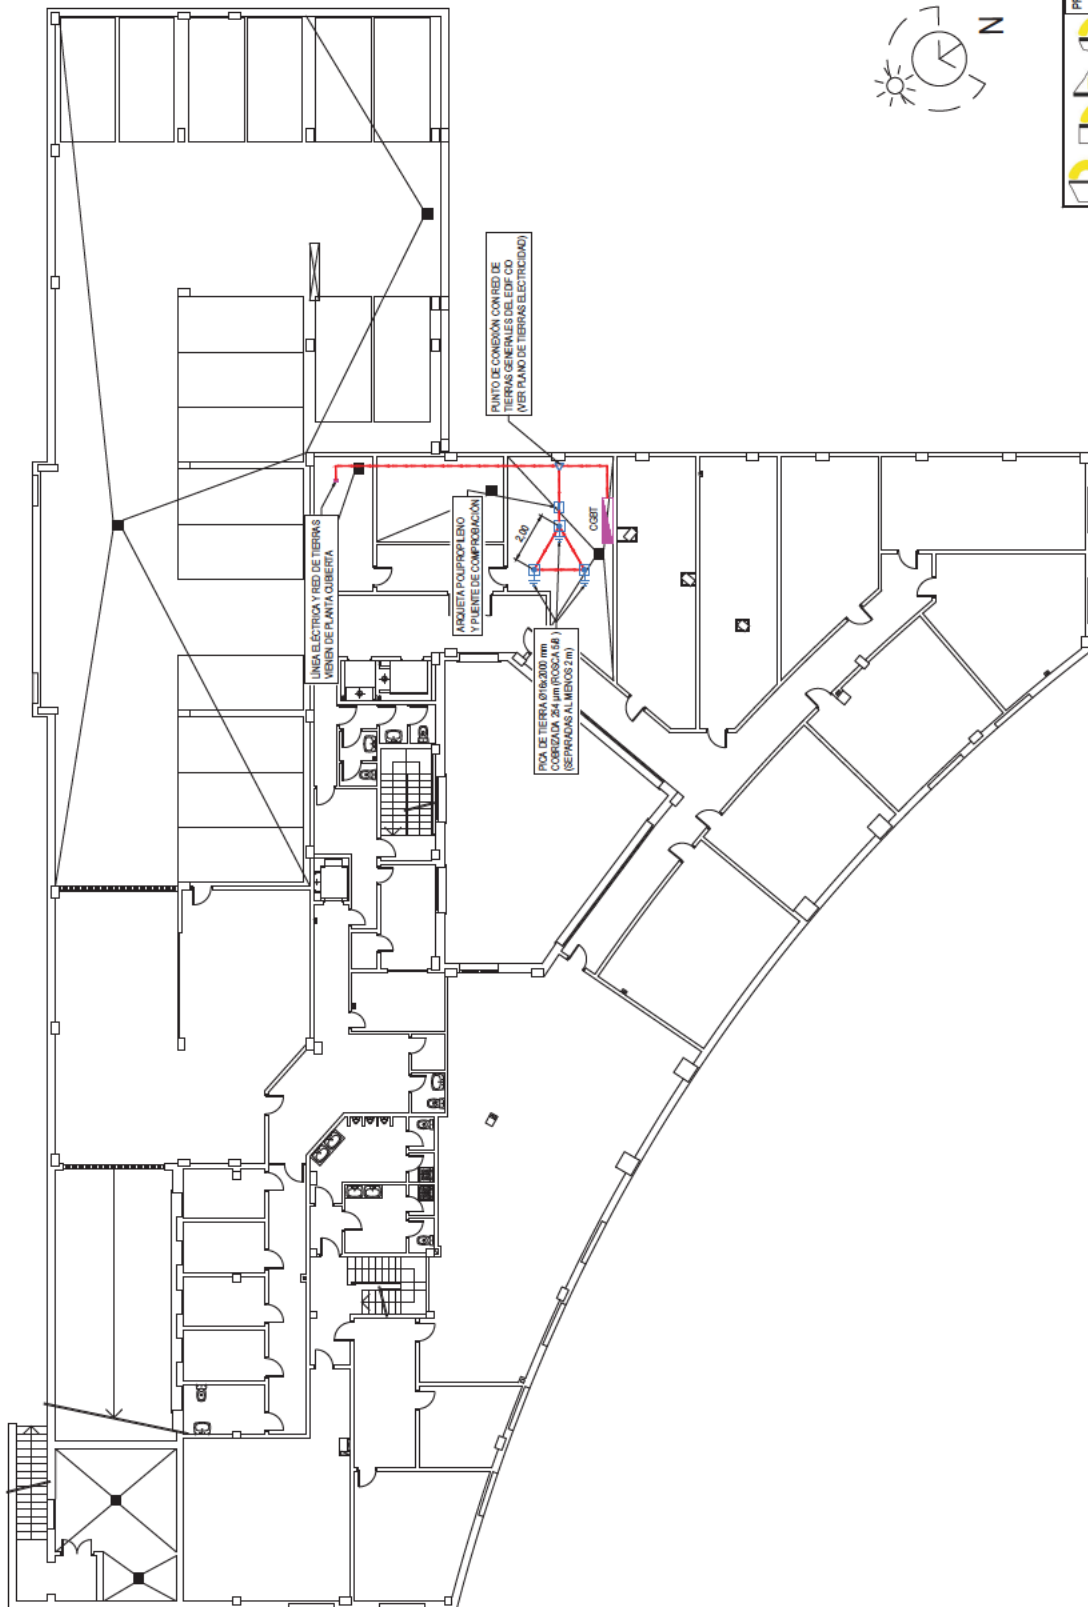 LÍNEA ELÉCTRICA Y RED DE TIERRAS
VIENEN DE PLANTA CUBIERTA
ARQUETA POLIPROPILENO
Y PUENTE DE COMPROBACIÓN
PUNTO DE CONEXIÓN CON RED DE
TIERRAS GENERALES DEL EDIFICIO
(VER PLANO DE TIERRAS ELECTRICIDAD)
2,00
CGBT
PICA DE TIERRA Ø16x2000 mm
COBRIZADA 254 µm (ROSCA 5/8)
(SEPARADAS AL MENOS 2 m)
N